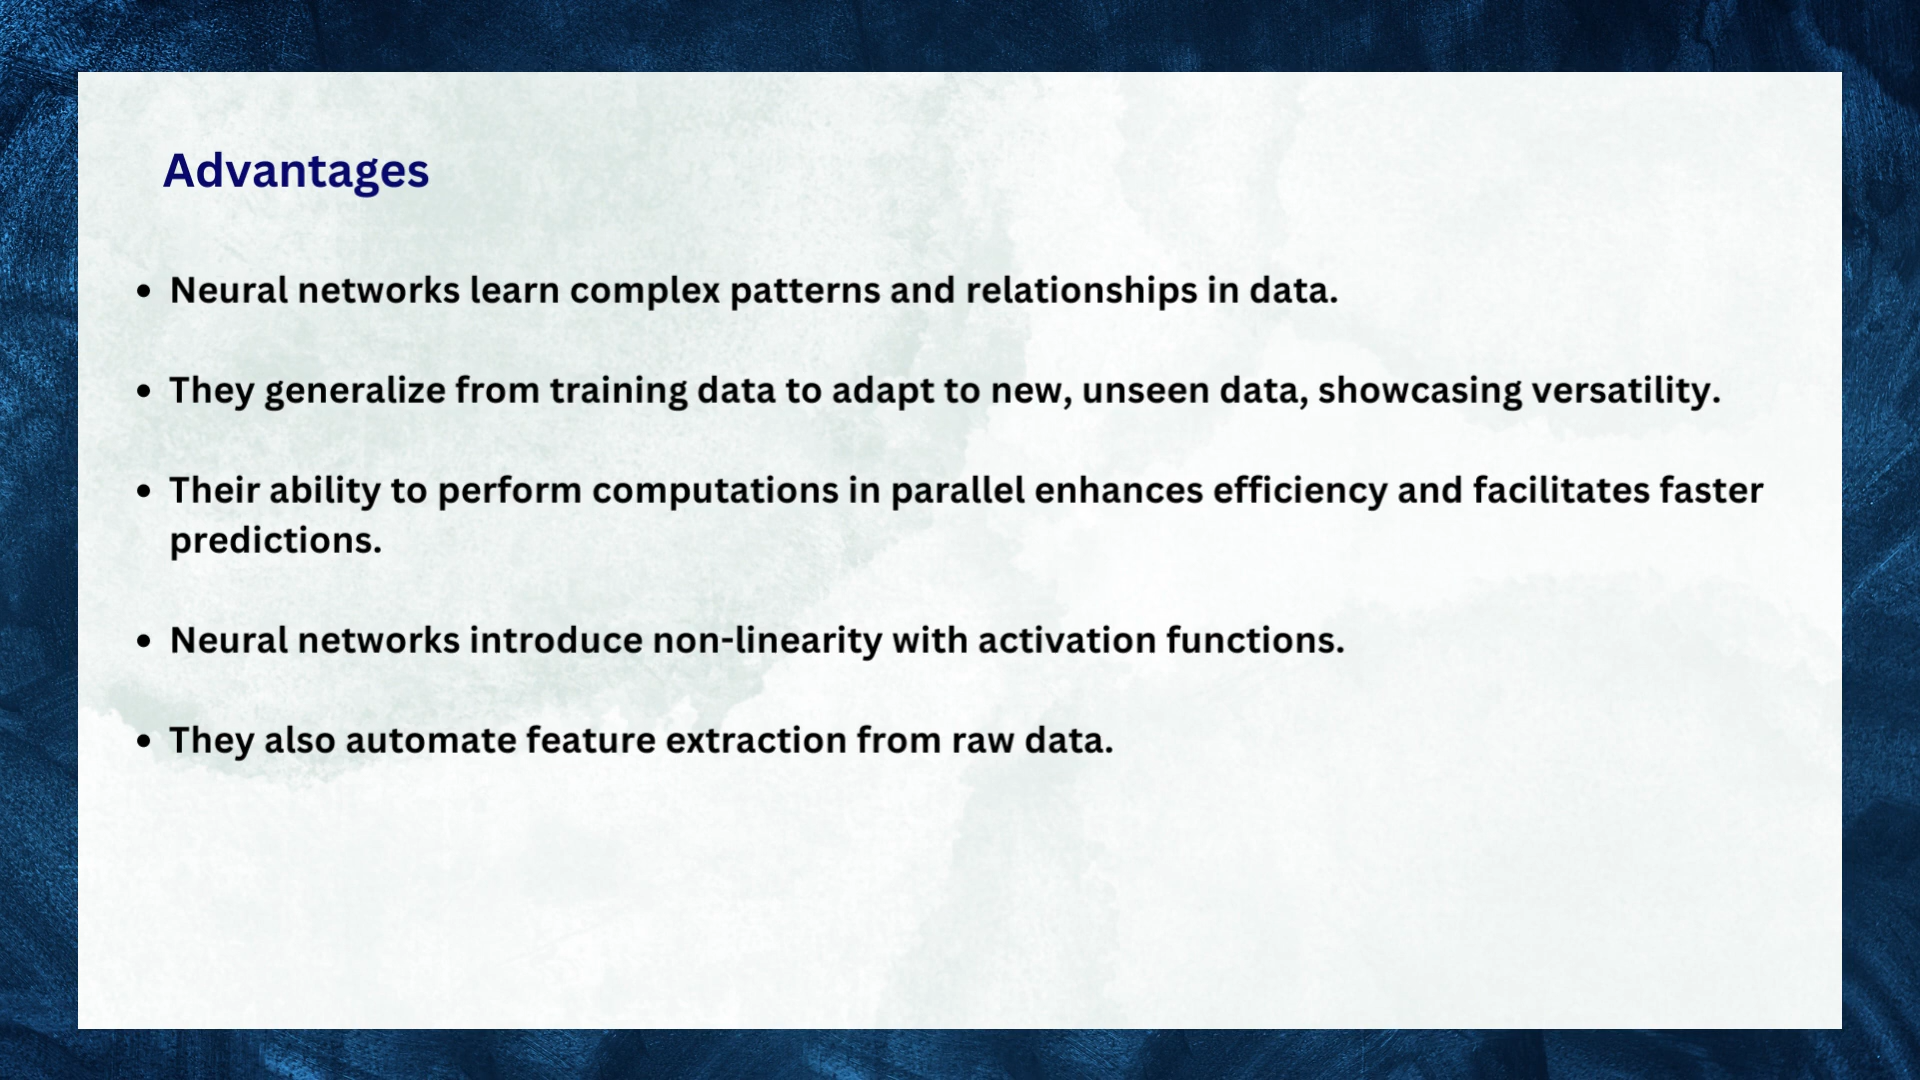 Advantages
• Neural networks learn complex patterns and relationships in data.
• They generalize from training data to adapt to new, unseen data, showcasing versatility.
• Their ability to perform computations in parallel enhances efficiency and facilitates faster
predictions.
• Neural networks introduce non-linearity with activation functions.
• They also automate feature extraction from raw data.